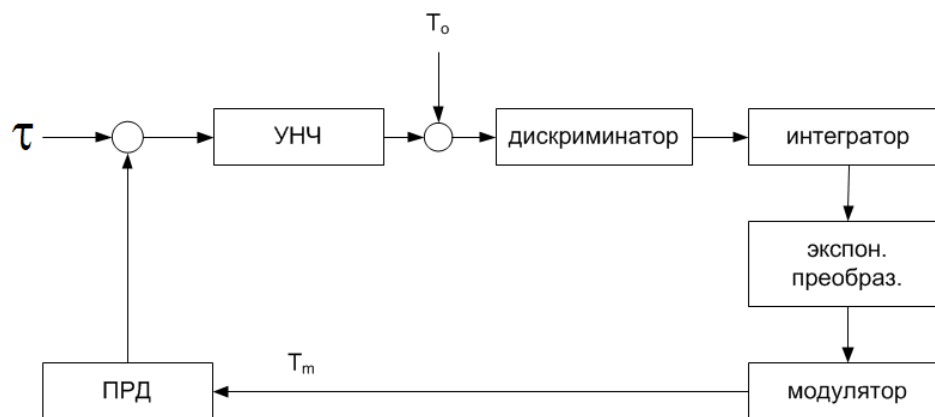 Tо
τ
УНЧ
дискриминатор
интегратор
экспон.
преобраз.
Tm
ПРД
модулятор